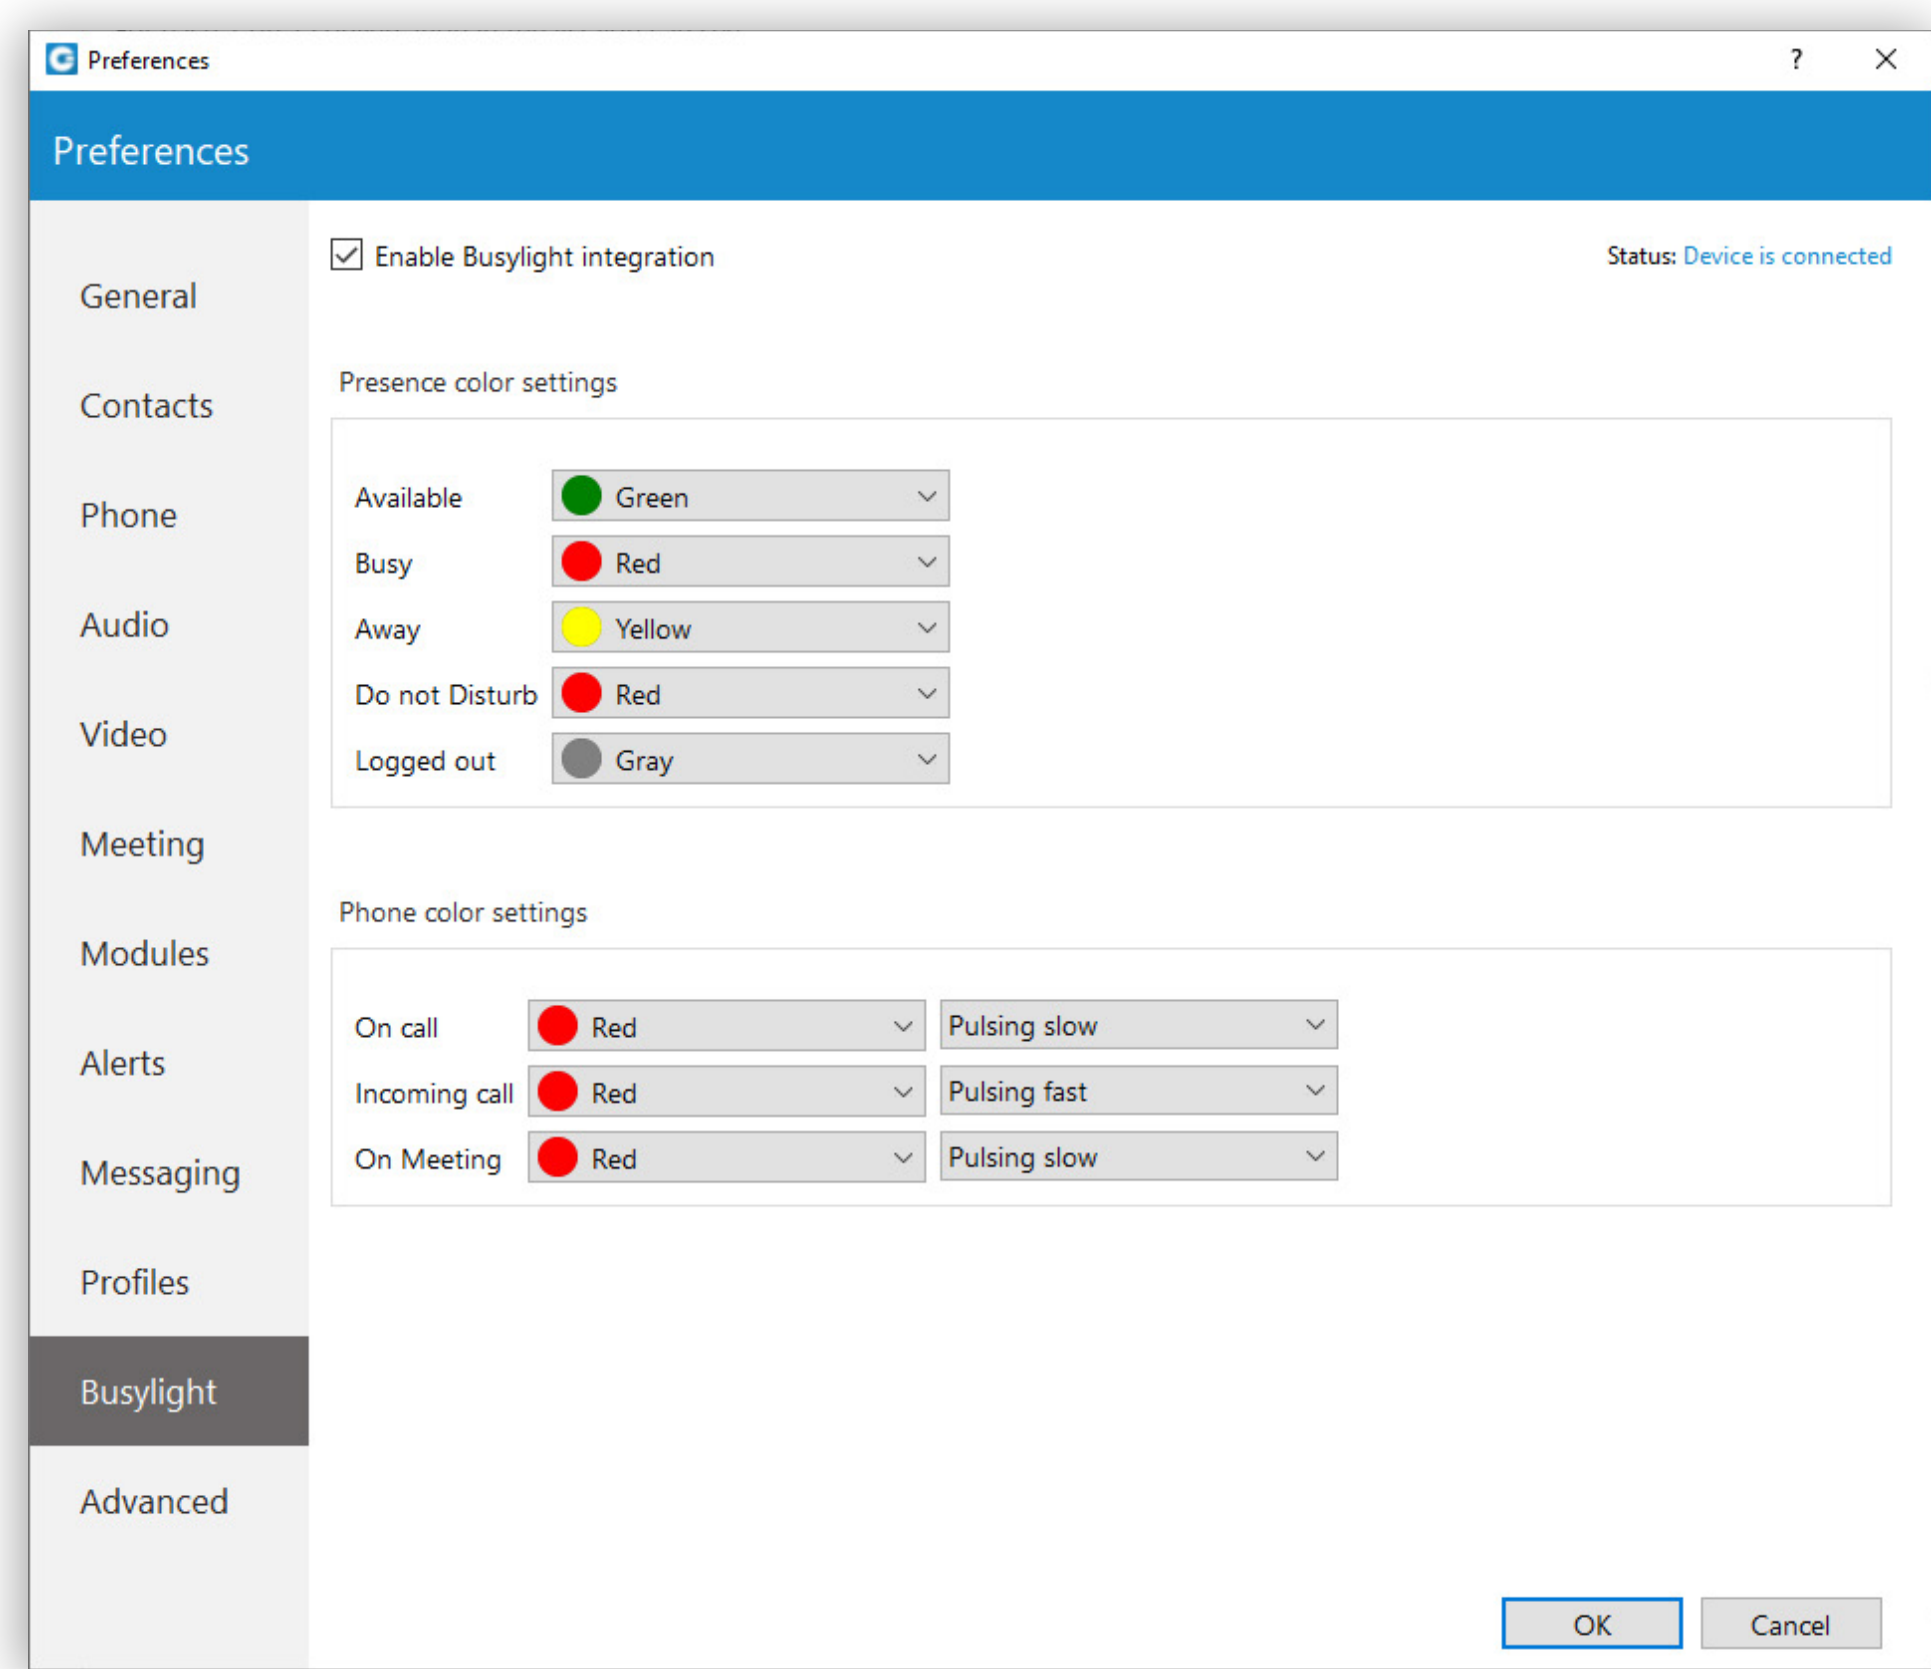 Preferences
?
Preferences
General
Contacts
Phone
Audio
Video
Meeting
Modules
Alerts
Messaging
Profiles
Busylight
Advanced
Enable Busylight integration
Status: Device is connected
Presence color settings
Available Green
Busy Red
Away Yellow
Do not Disturb Red
Logged out Gray
Phone color settings
On call Red Pulsing slow
Incoming call Red Pulsing fast
On Meeting Red Pulsing slow
OK Cancel